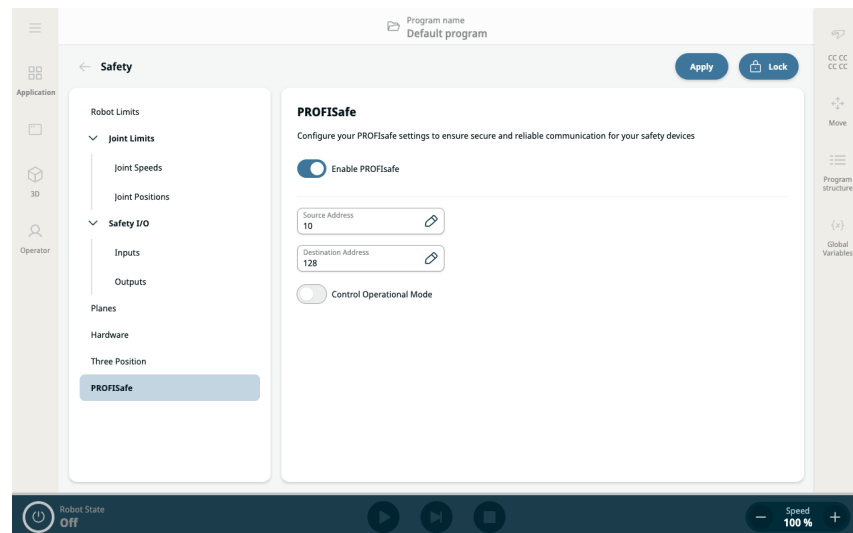 Program name
Default program
Safety
Apply
Lock
Application
3D
Operator
Robot Limits
Joint Limits
Joint Speeds
Joint Positions
Safety I/O
Inputs
Outputs
Planes
Hardware
Three Position
PROFISafe
PROFISafe
Configure your PROFIsafe settings to ensure secure and reliable communication for your safety devices
Enable PROFIsafe
Source Address
10
Destination Address
128
Control Operational Mode
CC CC
CC CC
Move
Program
structure
{x}
Global
Variables
Robot State
Off
Speed
100 %